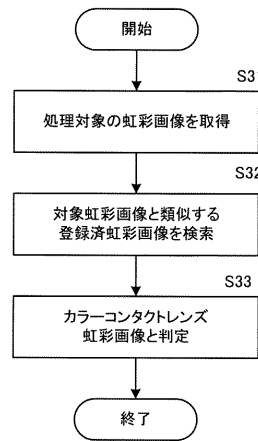 開始
S31
処理対象の虹彩画像を取得
S32
対象虹彩画像と類似する
登録済虹彩画像を検索
S33
カラーコンタクトレンズ
虹彩画像と判定
終了